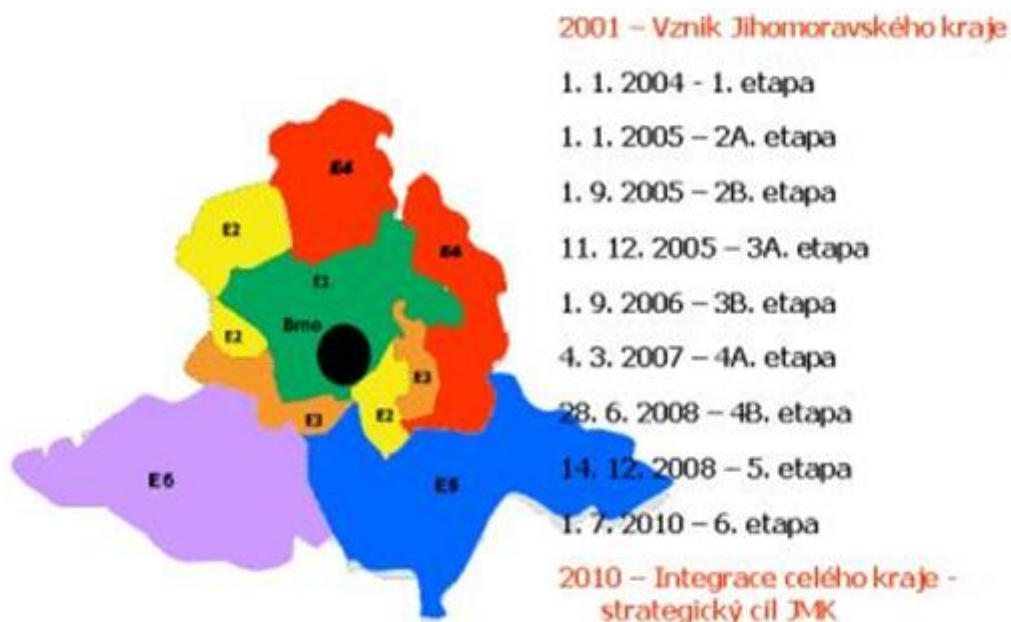 2001 – Vznik Jihomoravského kraje
1. 1. 2004 - 1. etapa
1. 1. 2005 – 2A. etapa
1. 9. 2005 – 2B. etapa
11. 12. 2005 – 3A. etapa
1. 9. 2006 – 3B. etapa
4. 3. 2007 – 4A. etapa
28. 6. 2008 – 4B. etapa
14. 12. 2008 – 5. etapa
1. 7. 2010 – 6. etapa
2010 – Integrace celého kraje -
strategický cíl JMK
E4
E2
E4
Brno
E2
E3
E2
E3
E6
E5